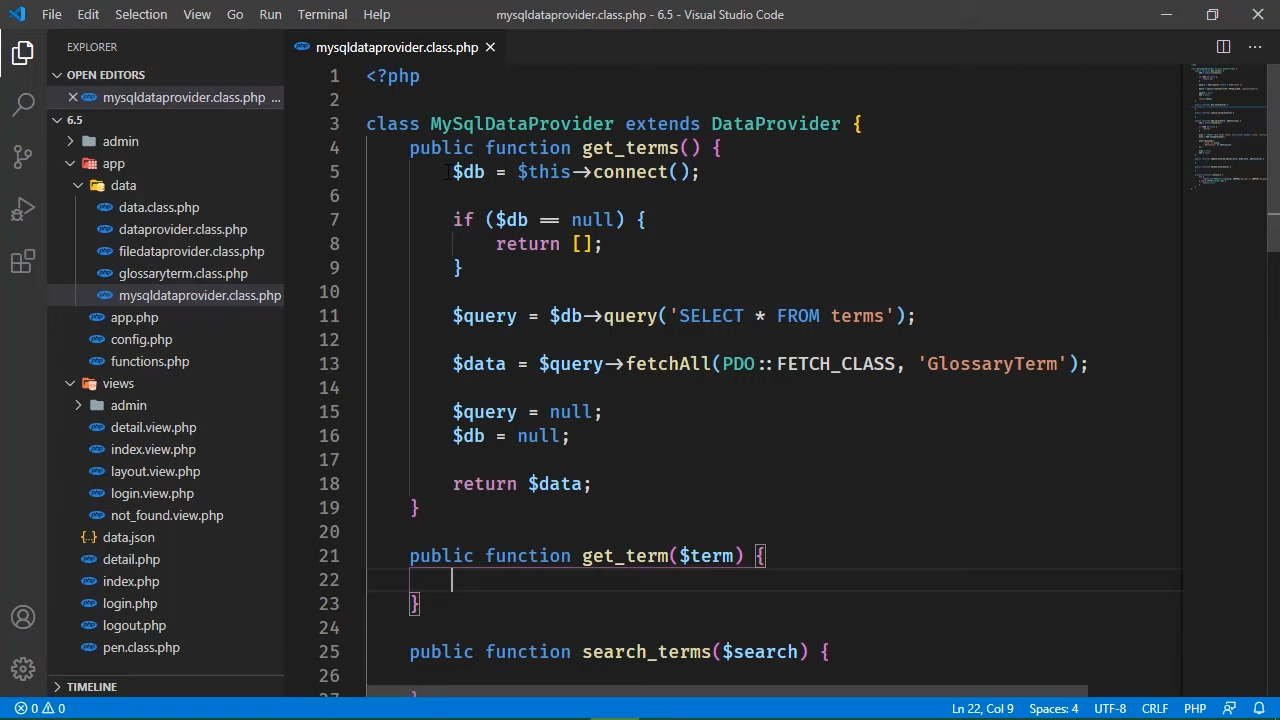 File Edit Selection View Go Run Terminal Help mysqldataprovider.class.php - 6.5 - Visual Studio Code
EXPLORER
OPEN EDITORS
mysqldataprovider.class.php ...
6.5
admin
app
data
data.class.php
dataprovider.class.php
filedataprovider.class.php
glossaryterm.class.php
mysqldataprovider.class.php
app.php
config.php
functions.php
views
admin
detail.view.php
index.view.php
layout.view.php
login.view.php
not_found.view.php
data.json
detail.php
index.php
login.php
logout.php
pen.class.php
TIMELINE
mysqldataprovider.class.php
1 <?php
2
3 class MySqlDataProvider extends DataProvider {
4 public function get_terms() {
5 $db = $this->connect();
6
7 if ($db == null) {
8 return [];
9 }
10
11 $query = $db->query('SELECT * FROM terms');
12
13 $data = $query->fetchAll(PDO::FETCH_CLASS, 'GlossaryTerm');
14
15 $query = null;
16 $db = null;
17
18 return $data;
19 }
20
21 public function get_term($term) {
22
23 }
24
25 public function search_terms($search) {
26
27 }
0 0 Ln 22, Col 9 Spaces: 4 UTF-8 CRLF PHP